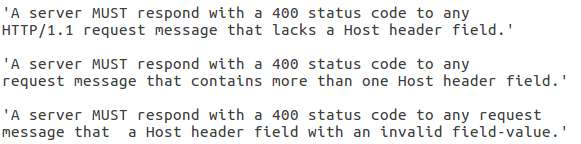 'A server MUST respond with a 400 status code to any
HTTP/1.1 request message that lacks a Host header field.'
'A server MUST respond with a 400 status code to any
request message that contains more than one Host header field.'
'A server MUST respond with a 400 status code to any request
message that  a Host header field with an invalid field-value.'